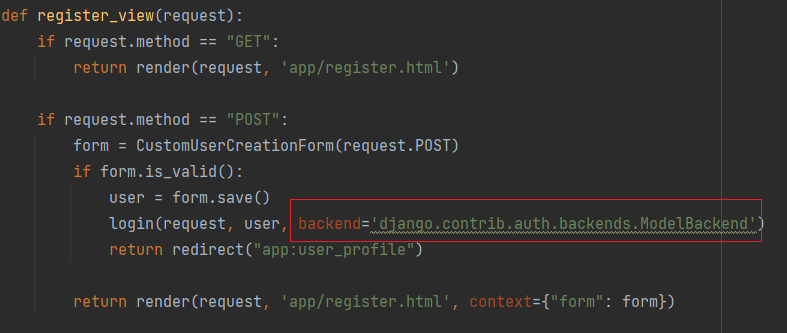 def register_view(request):
    if request.method == "GET":
        return render(request, 'app/register.html')

    if request.method == "POST":
        form = CustomUserCreationForm(request.POST)
        if form.is_valid():
            user = form.save()
            login(request, user, backend='django.contrib.auth.backends.ModelBackend')
            return redirect("app:user_profile")

        return render(request, 'app/register.html', context={"form": form})